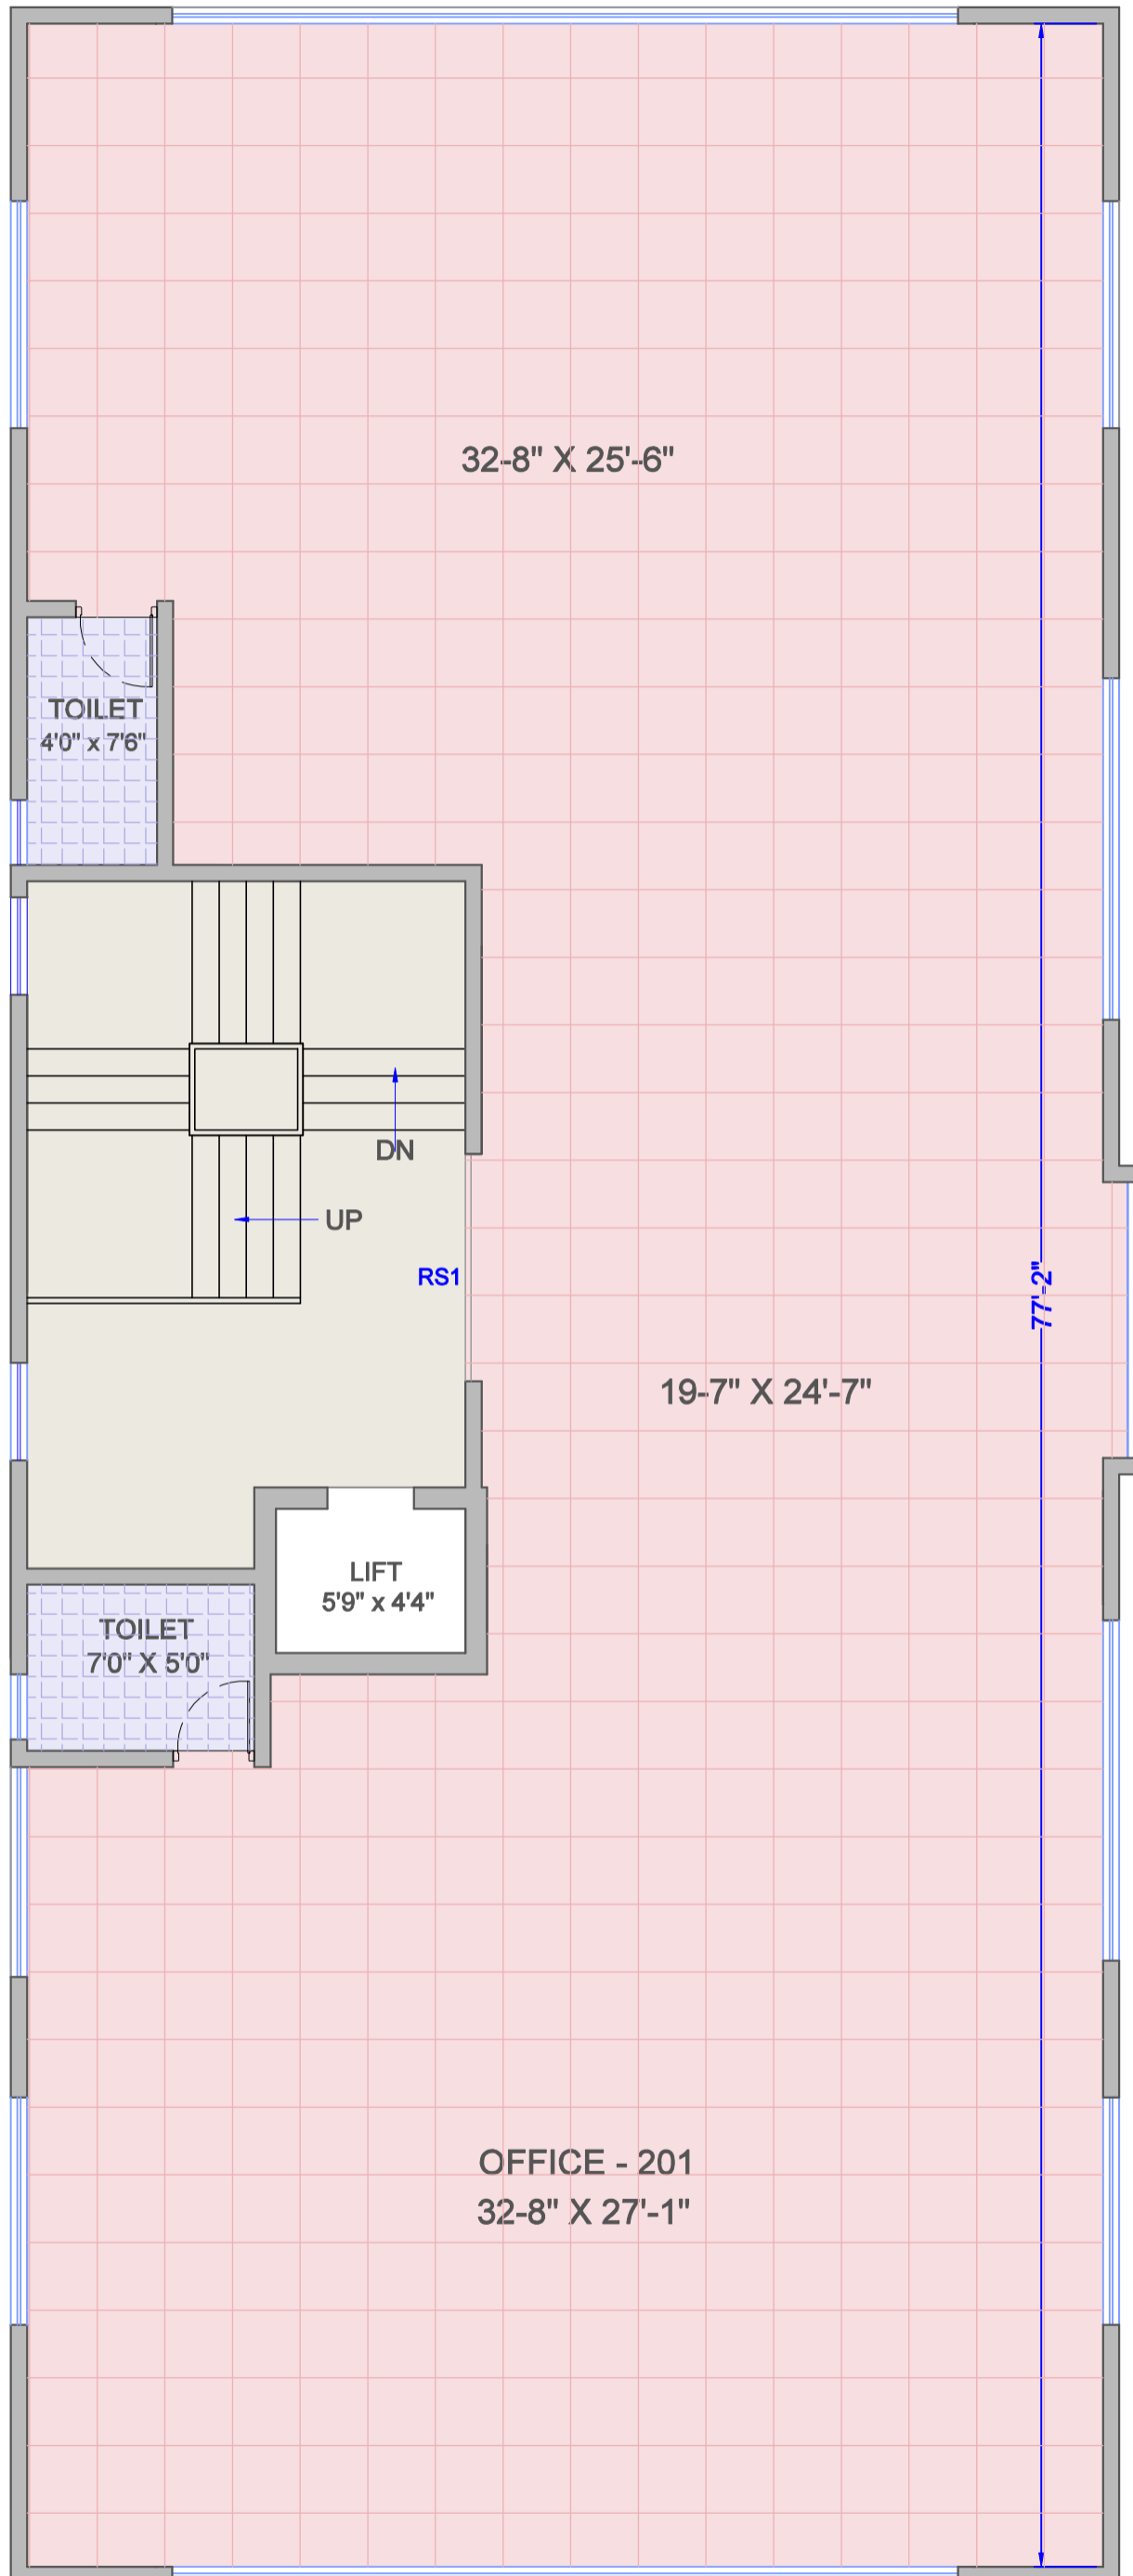 32-8" X 25'-6"
TOILET
4'0" x 7'6"
DN
UP
RS1
77'-2"
19-7" X 24'-7"
LIFT
5'9" x 4'4"
TOILET
7'0" X 5'0"
OFFICE - 201
32-8" X 27'-1"